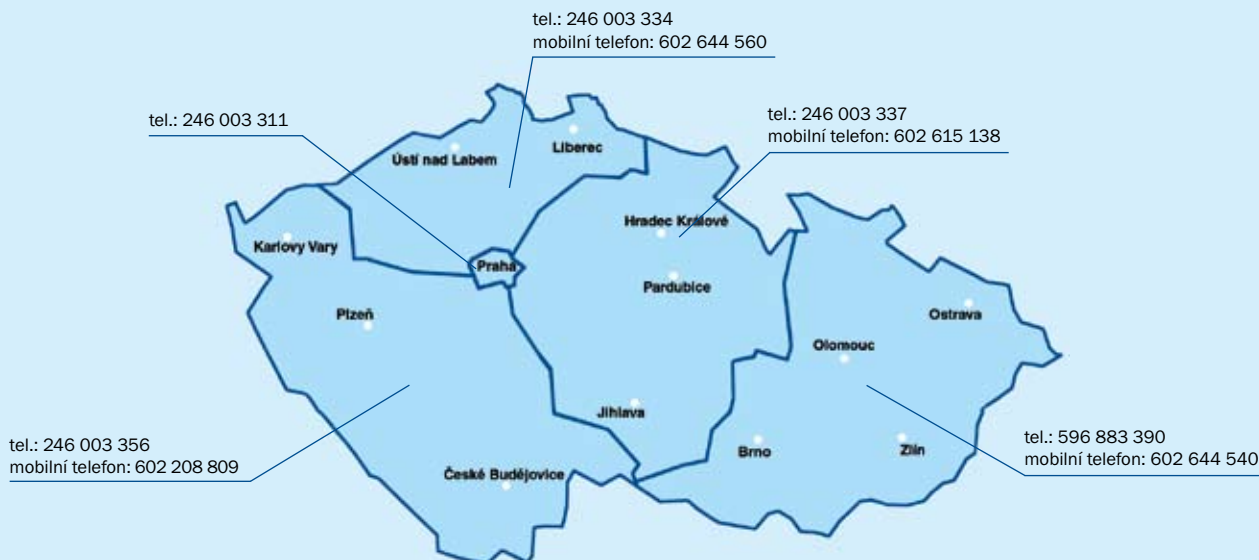 tel.: 246 003 334
mobilní telefon: 602 644 560
tel.: 246 003 311
tel.: 246 003 337
mobilní telefon: 602 615 138
Ústí nad Labem
Liberec
Hradec Králové
Karlovy Vary
Praha
Pardubice
Plzeň
Ostrava
Olomouc
Jihlava
tel.: 246 003 356
mobilní telefon: 602 208 809
Brno
Zlín
tel.: 596 883 390
mobilní telefon: 602 644 540
České Budějovice